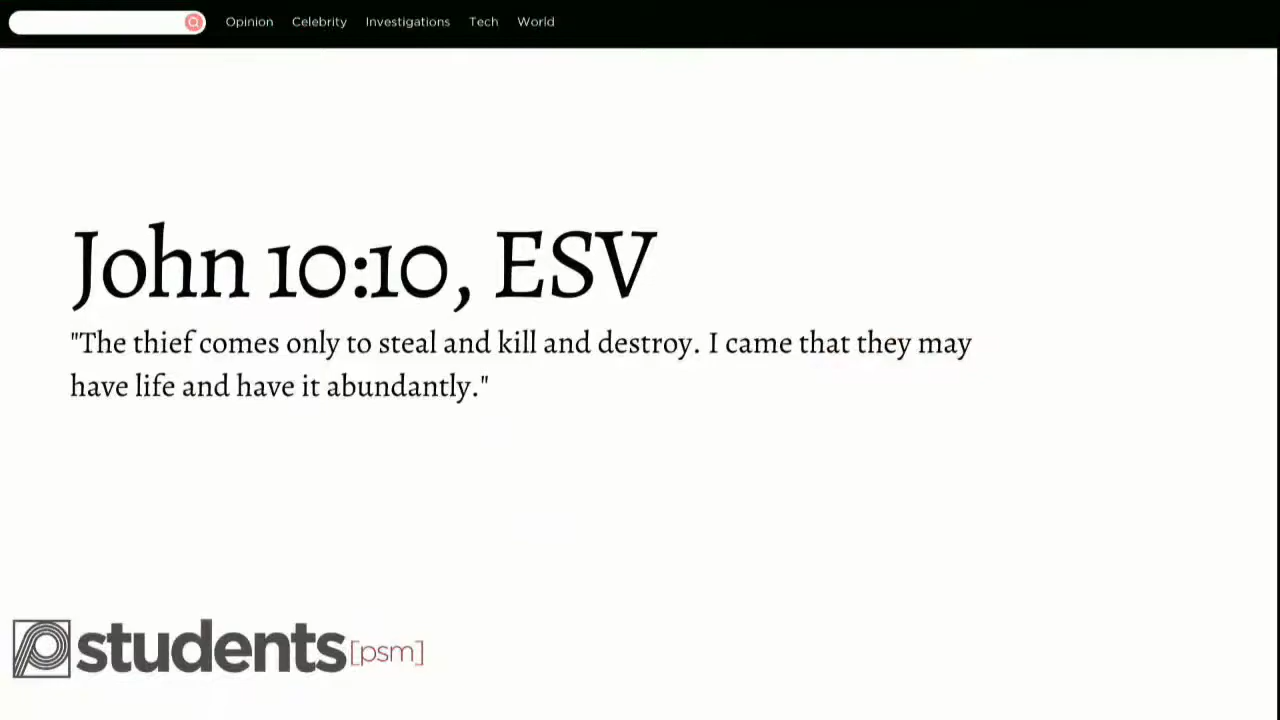 Opinion Celebrity Investigations Tech World
John 10:10, ESV
"The thief comes only to steal and kill and destroy. I came that they may
have life and have it abundantly."
students [psm]